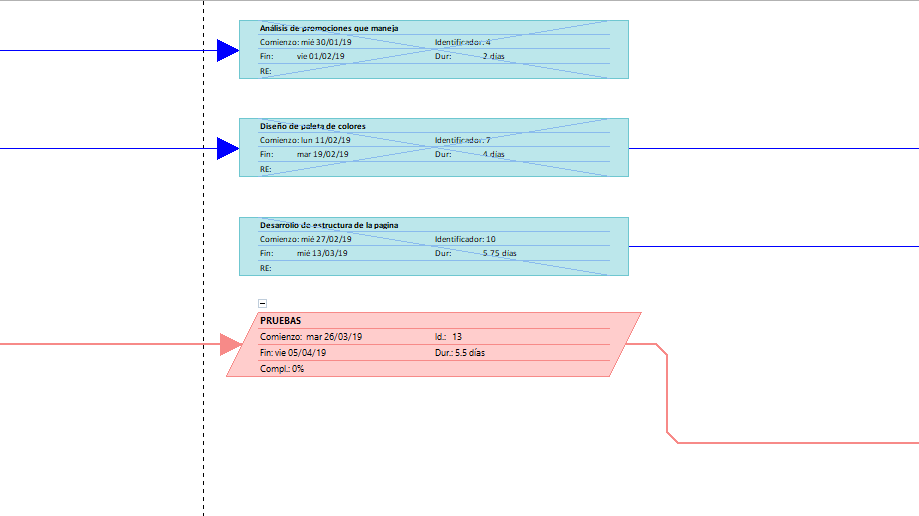 Análisis de promociones que maneja
Comienzo: mié 30/01/19 Identificador: 4
Fin: vie 01/02/19 Dur: 2 días
RE:
Diseño de paleta de colores
Comienzo: lun 11/02/19 Identificador: 7
Fin: mar 19/02/19 Dur: 4 días
RE:
Desarrollo de estructura de la pagina
Comienzo: mié 27/02/19 Identificador: 10
Fin: mié 13/03/19 Dur: 5.75 días
RE:
PRUEBAS
Comienzo: mar 26/03/19 Id.: 13
Fin: vie 05/04/19 Dur.: 5.5 días
Compl.: 0%